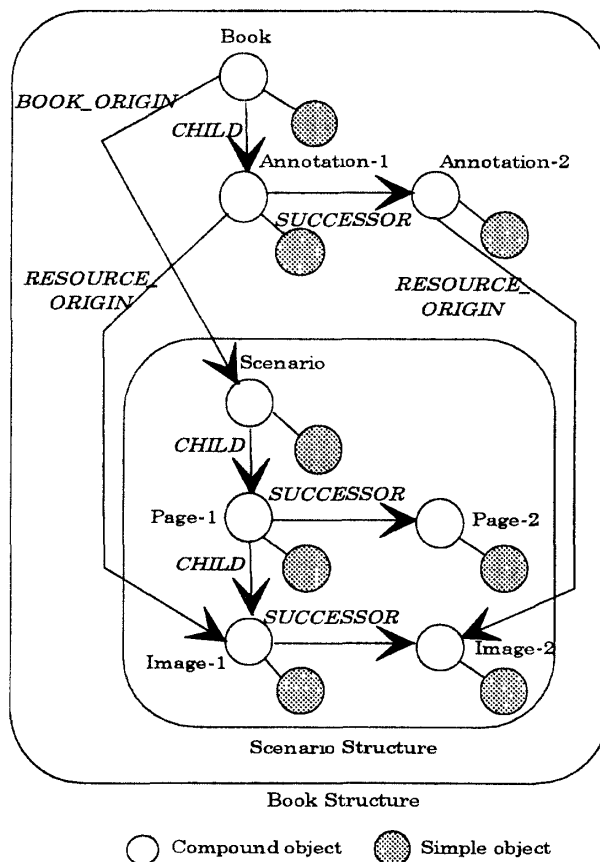 Book
BOOK_ORIGIN
CHILD
Annotation-1
Annotation-2
SUCCESSOR
RESOURCE_
ORIGIN
RESOURCE_
ORIGIN
Scenario
CHILD
SUCCESSOR
Page-1
Page-2
CHILD
SUCCESSOR
Image-1
Image-2
Scenario Structure
Book Structure
Compound object
Simple object